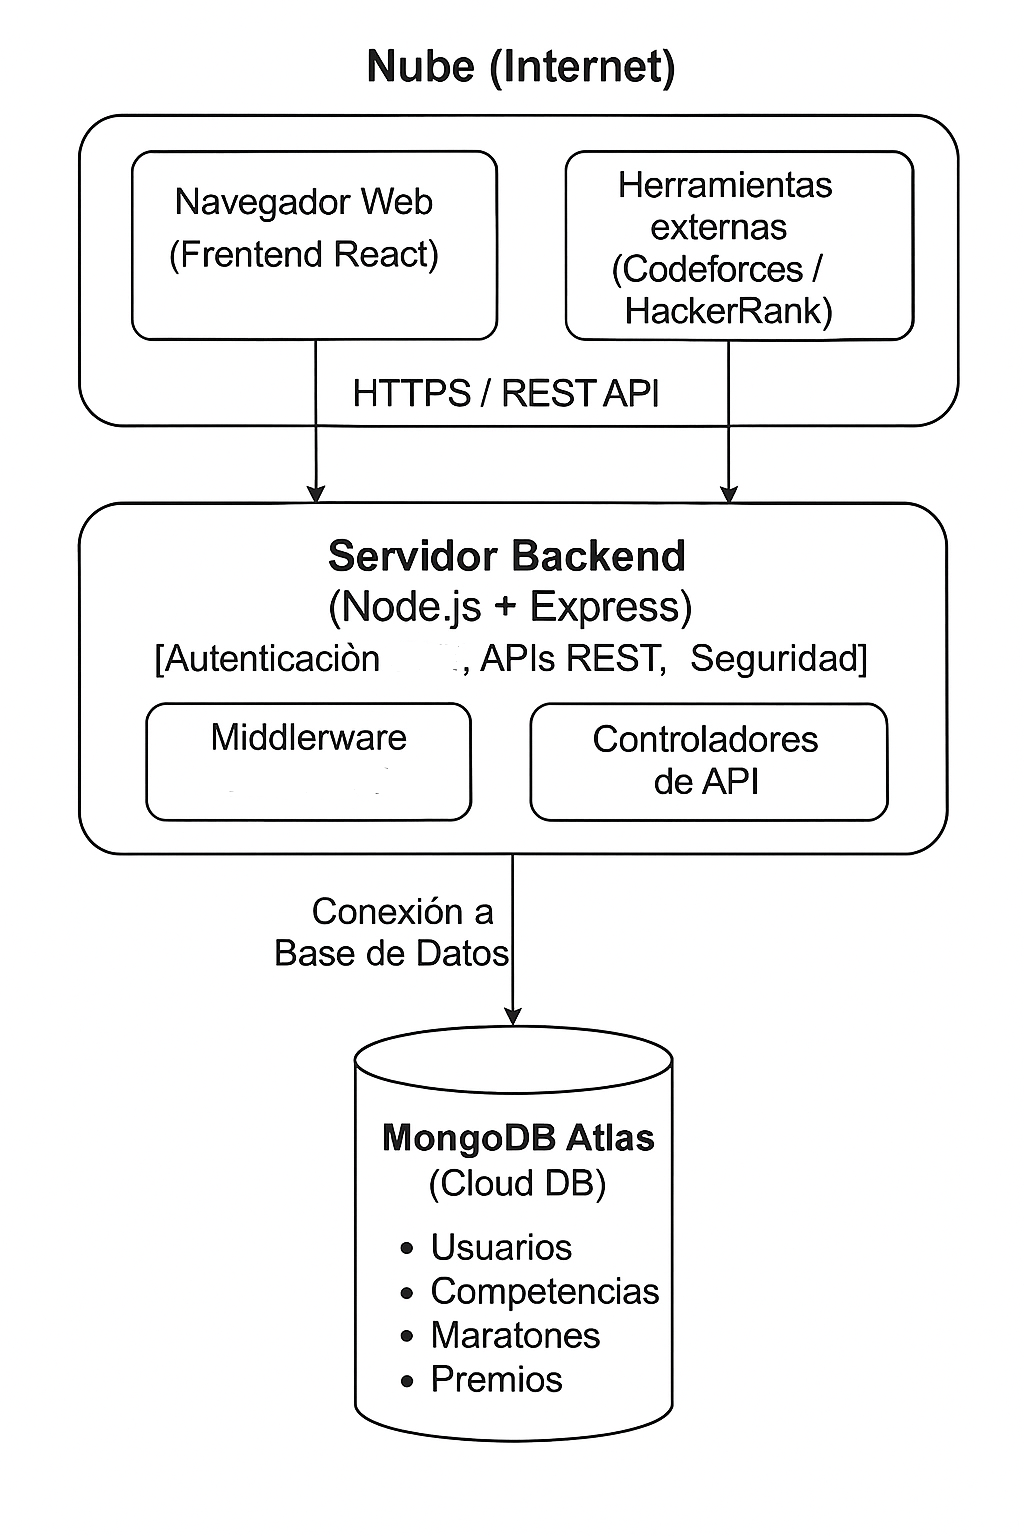 Nube (Internet)
Navegador Web
(Frentend React)
Herramientas
externas
(Codeforces /
HackerRank)
HTTPS / REST API
Servidor Backend
(Node.js + Express)
[Autenticaciòn , APIs REST, Seguridad]
Middlerware
Controladores
de API
Conexión a
Base de Datos
MongoDB Atlas
(Cloud DB)
• Usuarios
• Competencias
• Maratones
• Premios